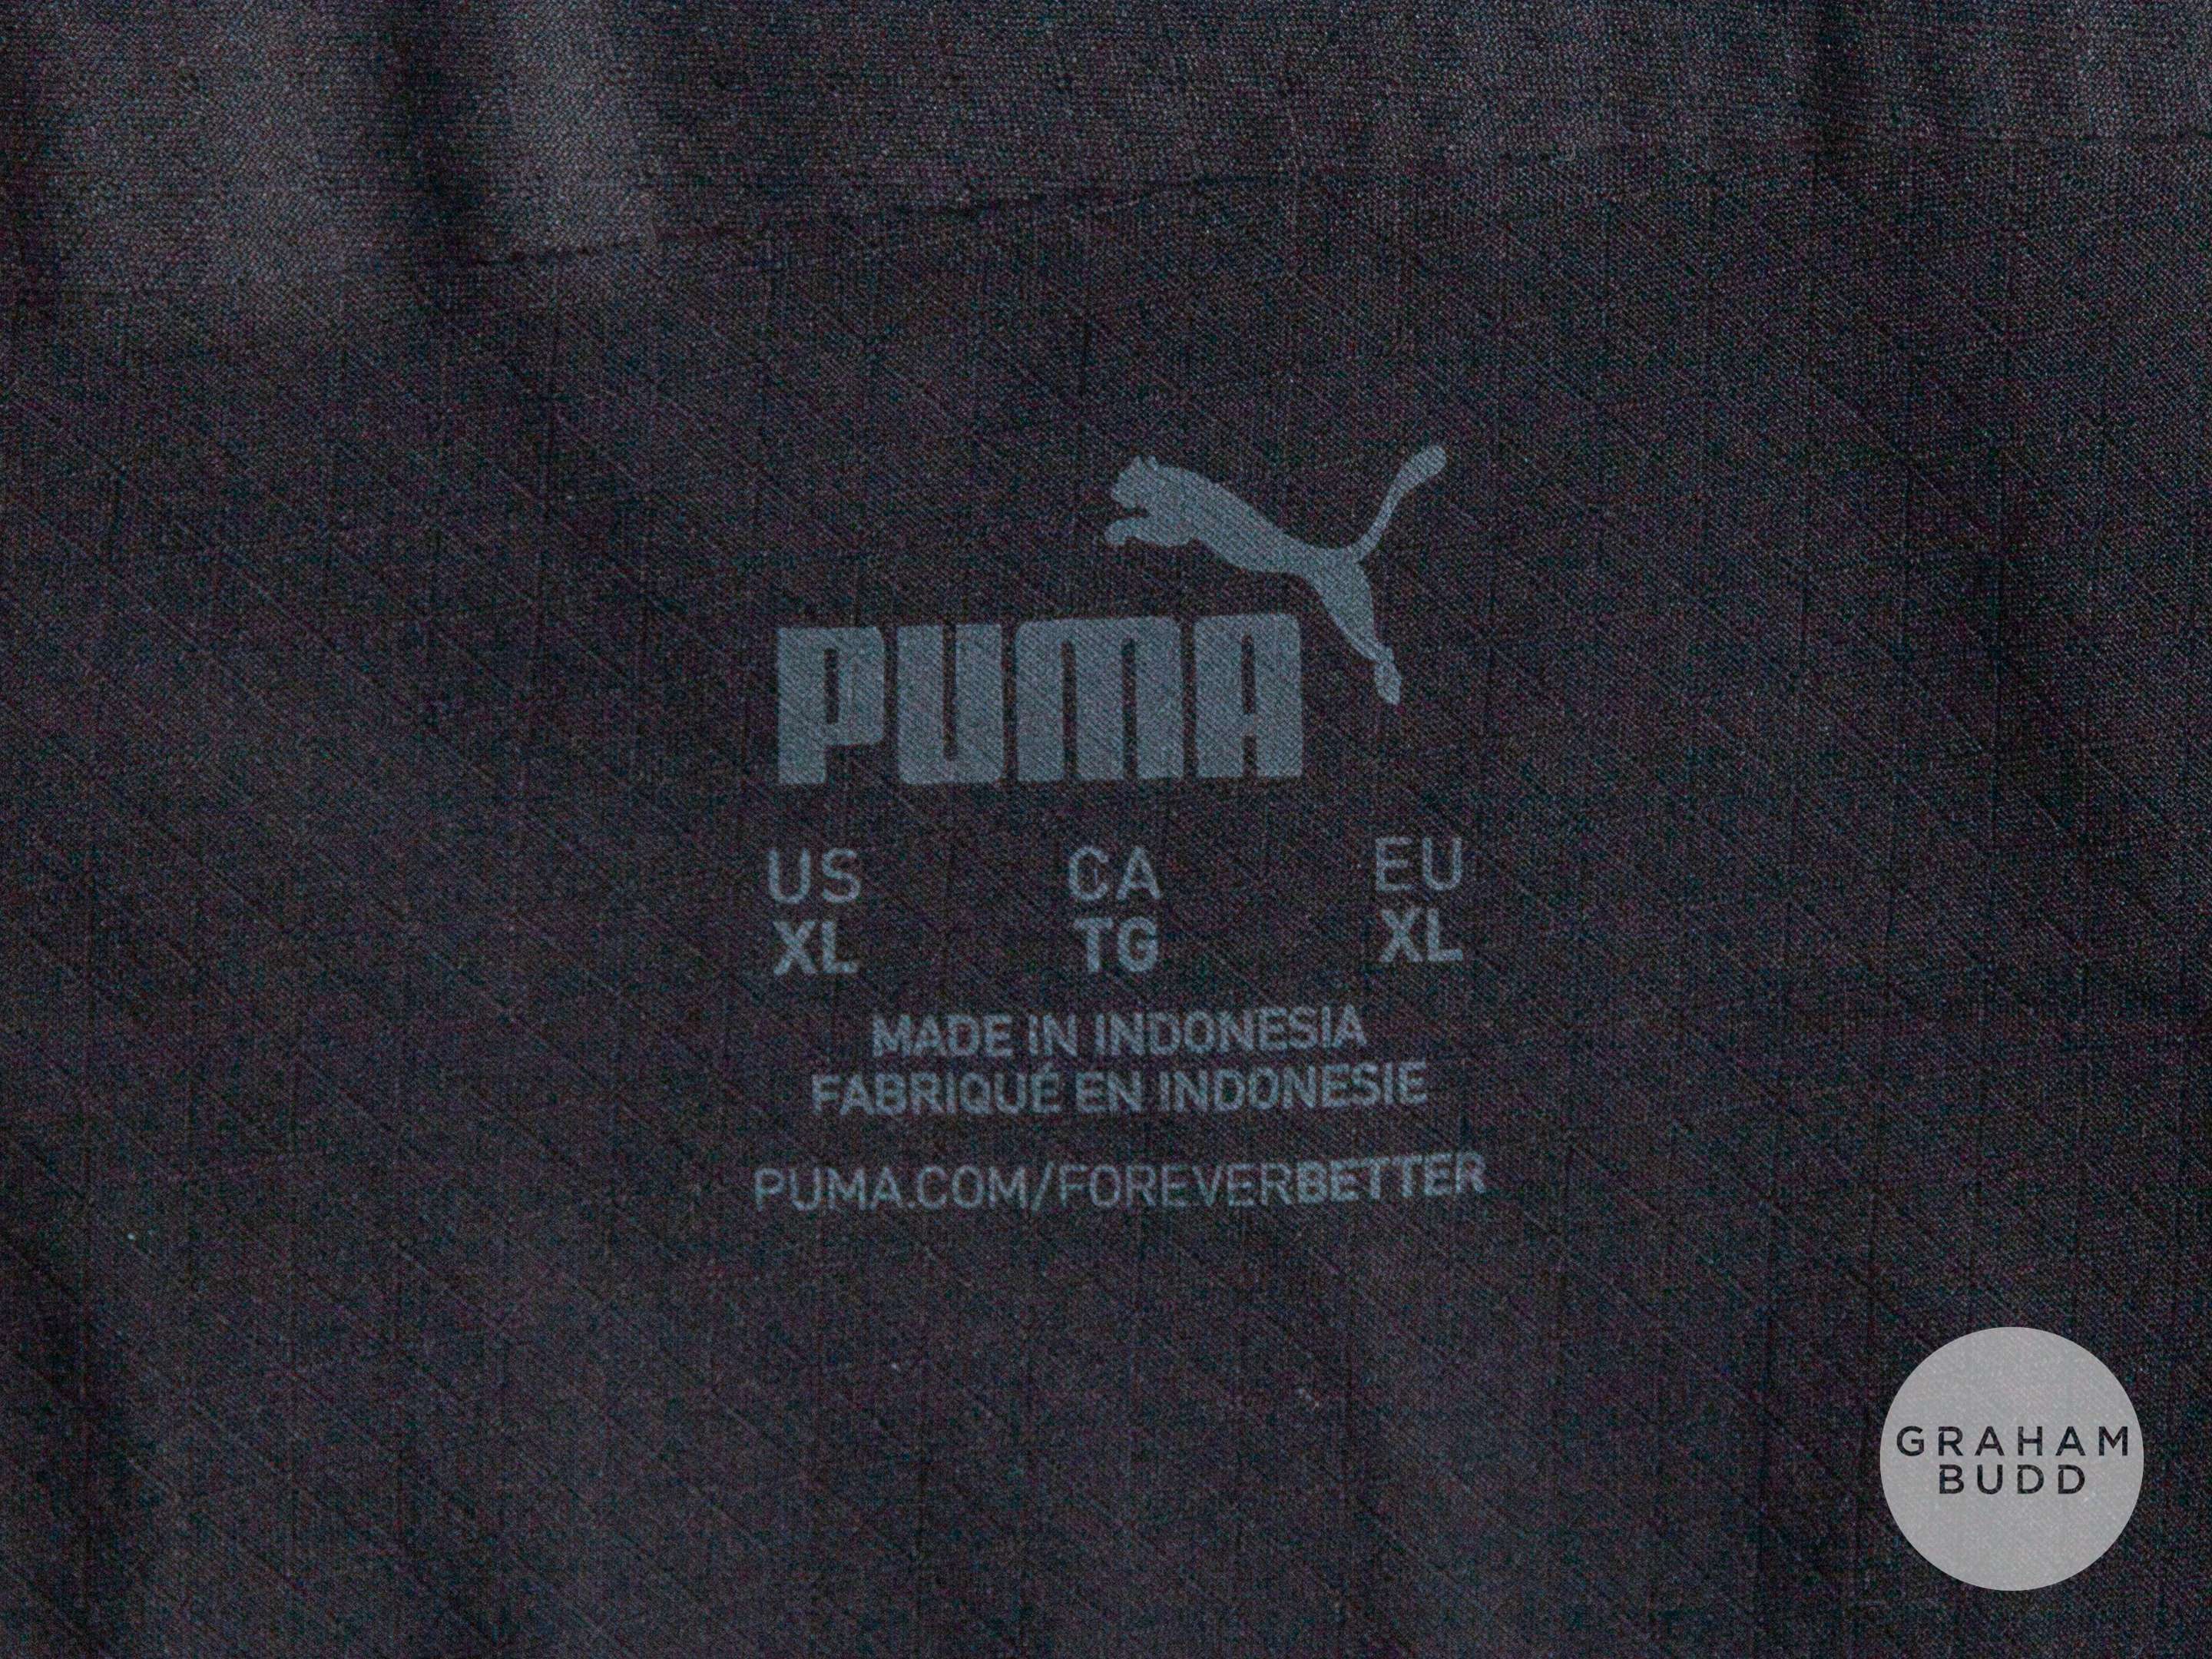 PUMA
US CA EU
XL TG XL
MADE IN INDONESIA
FABRIQUÉ EN INDONESIE
PUMA.COM/FOREVERBETTER
GRAHAM
BUDD